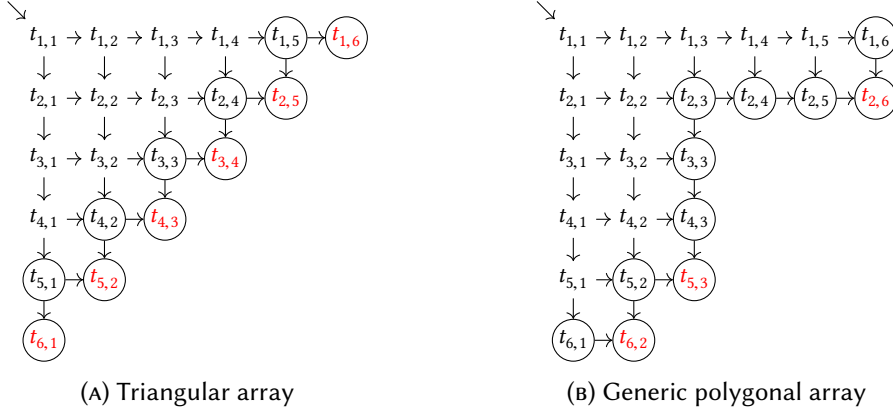 t1,1 → t1,2 → t1,3 → t1,4 → t1,5 → t1,6
t2,1 → t2,2 → t2,3 → t2,4 → t2,5
t3,1 → t3,2 → t3,3 → t3,4
t4,1 → t4,2 → t4,3
t5,1 → t5,2
t6,1
(A) Triangular array
t1,1 → t1,2 → t1,3 → t1,4 → t1,5 → t1,6
t2,1 → t2,2 → t2,3 → t2,4 → t2,5 → t2,6
t3,1 → t3,2 → t3,3
t4,1 → t4,2 → t4,3
t5,1 → t5,2 → t5,3
t6,1 → t6,2
(B) Generic polygonal array